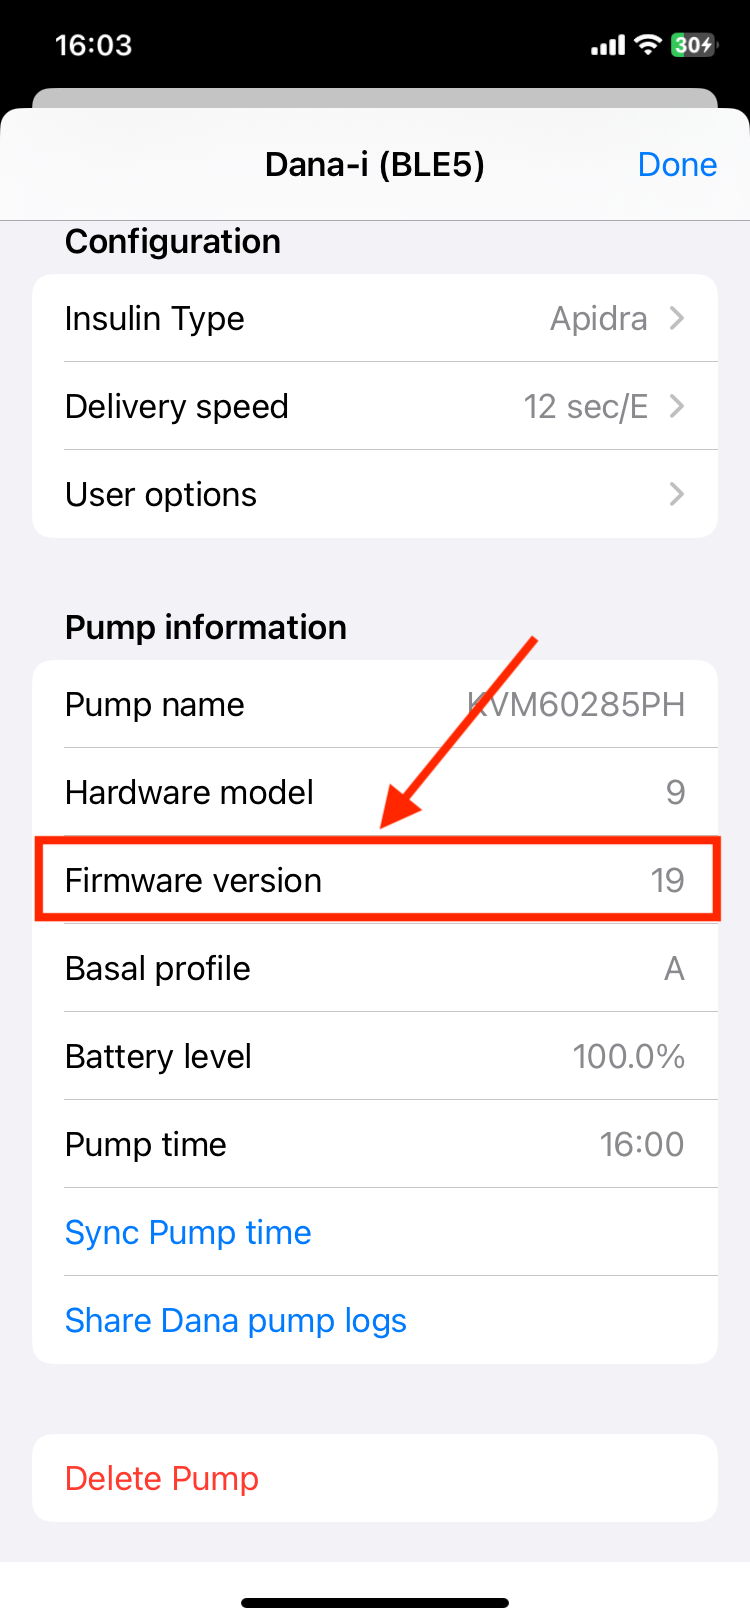 16:03
30
Dana-i (BLE5)
Done
Configuration
Insulin Type Apidra
Delivery speed 12 sec/E
User options
Pump information
Pump name KVM60285PH
Hardware model 9
Firmware version 19
Basal profile A
Battery level 100.0%
Pump time 16:00
Sync Pump time
Share Dana pump logs
Delete Pump